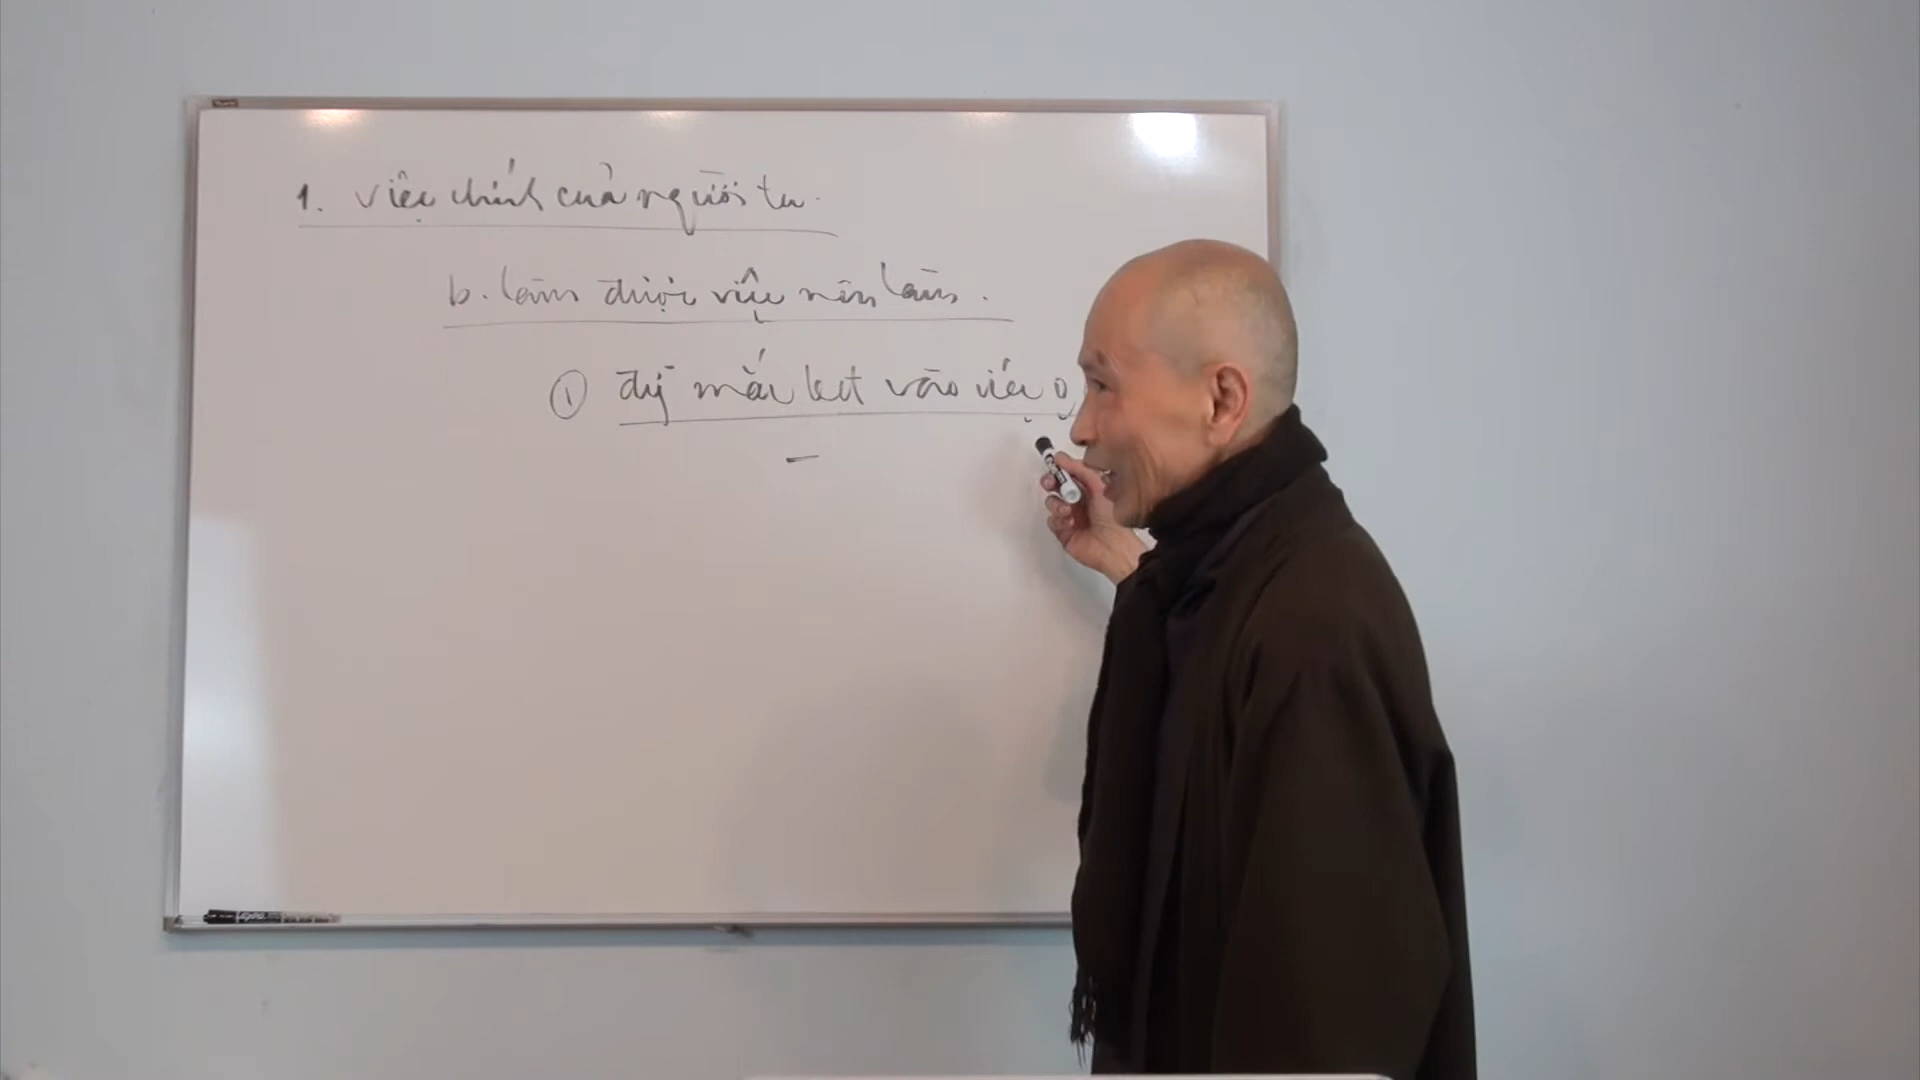 1. Việc chính của người tu.
b. làm được việc nên làm.
① đừng mắc kẹt vào việc